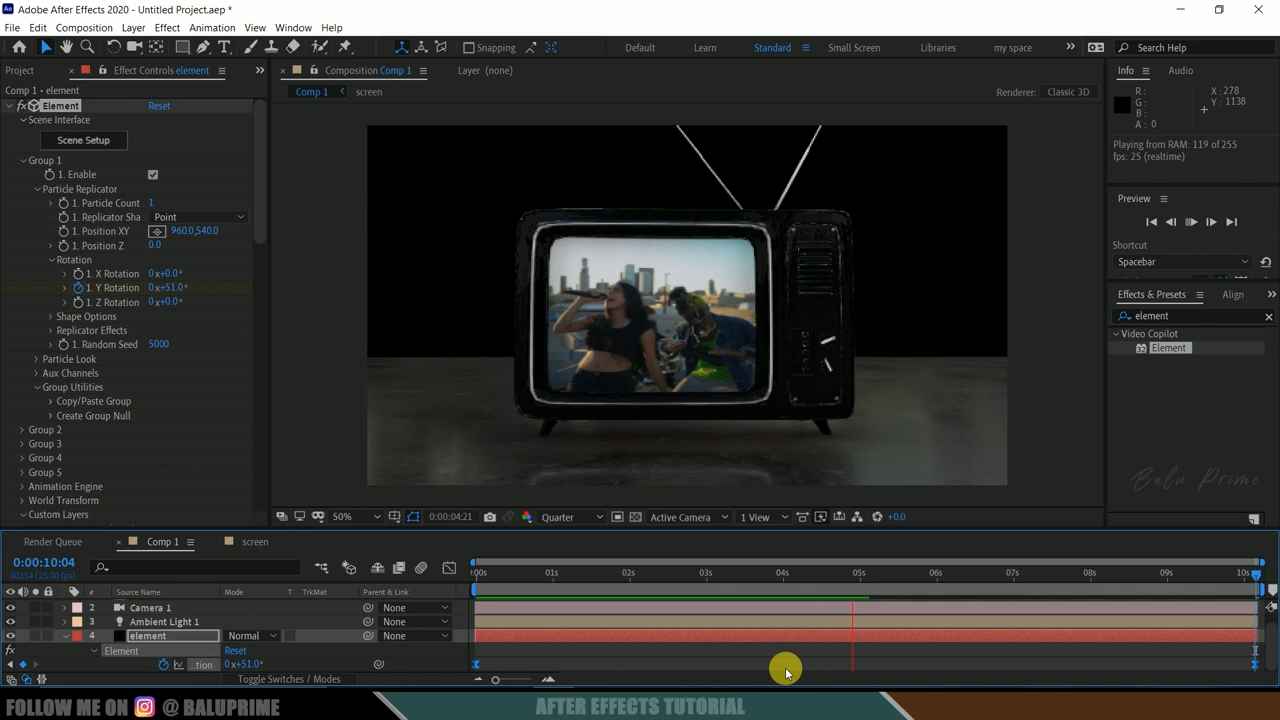 Adobe After Effects 2020 - Untitled Project.aep *
File Edit Composition Layer Effect Animation View Window Help
Snapping
Default Learn Standard Small Screen Libraries my space
Search Help
Project Effect Controls element
Comp 1 • element
Element Reset
Scene Interface
Scene Setup
Group 1
1. Enable
Particle Replicator
1. Particle Count 1
1. Replicator Sha Point
1. Position XY 960.0,540.0
1. Position Z 0.0
Rotation
1. X Rotation 0x+0.0°
1. Y Rotation 0x+51.0°
1. Z Rotation 0x+0.0°
Shape Options
Replicator Effects
1. Random Seed 5000
Particle Look
Aux Channels
Group Utilities
Copy/Paste Group
Create Group Null
Group 2
Group 3
Group 4
Group 5
Animation Engine
World Transform
Custom Layers
Composition Comp 1 Layer (none)
Comp 1 screen
Renderer: Classic 3D
50% 0:00:04:21 Quarter Active Camera 1 View +0.0
Info Audio
R: X: 278
G: Y: 1138
B:
A: 0
Playing from RAM: 119 of 255
fps: 25 (realtime)
Preview
Shortcut
Spacebar
Effects & Presets Align
element
Video Copilot
32 Element
Balu Prime
Render Queue Comp 1 screen
0:00:10:04
00254 (25.00 fps)
:00s 01s 02s 03s 04s 05s 06s 07s 08s 09s 10s
# Source Name Mode T TrkMat Parent & Link
2 Camera 1 None
3 Ambient Light 1 None
4 element Normal None
Element Reset
...tion 0x+51.0°
Toggle Switches / Modes
FOLLOW ME ON @ BALUPRIME
AFTER EFFECTS TUTORIAL